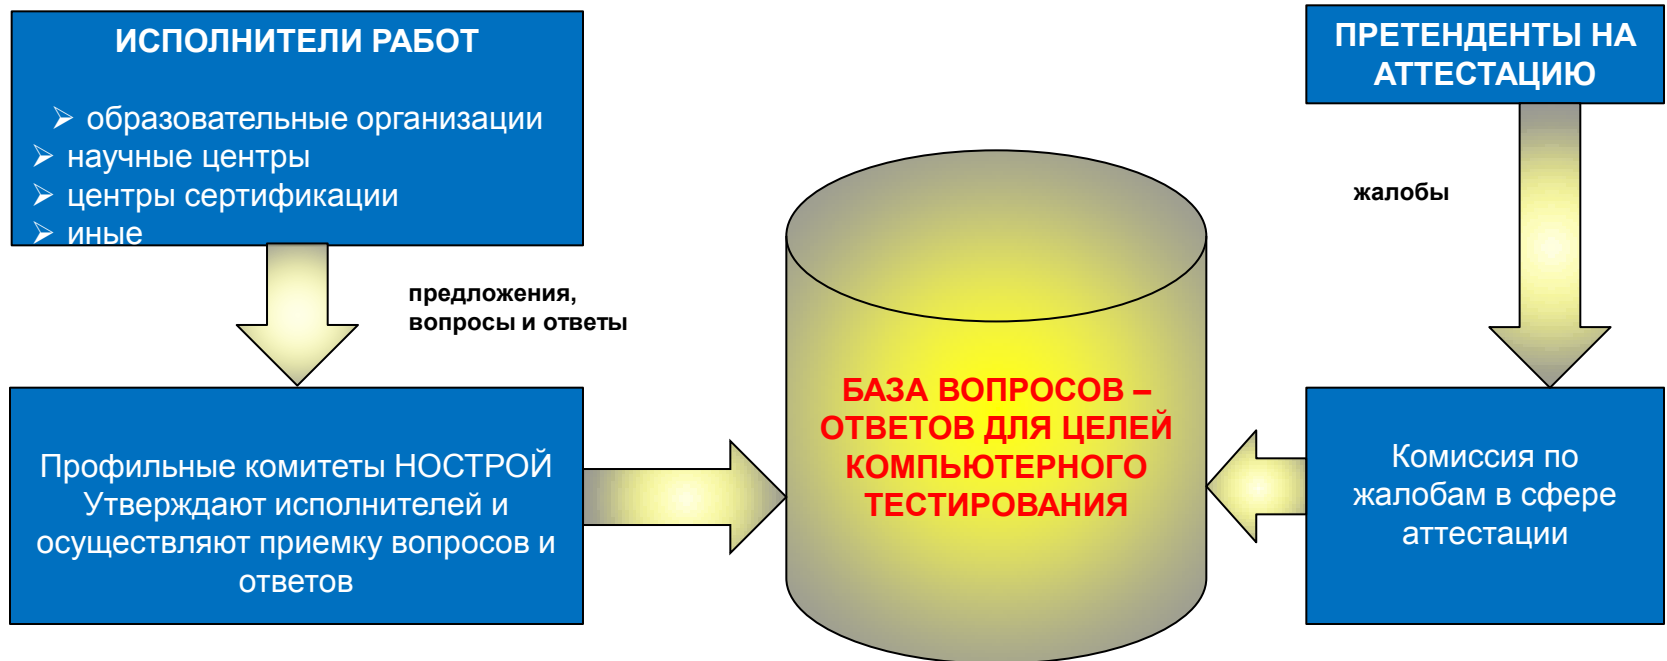 ИСПОЛНИТЕЛИ РАБОТ
➢ образовательные организации
➢ научные центры
➢ центры сертификации
➢ иные
предложения,
вопросы и ответы
Профильные комитеты НОСТРОЙ
Утверждают исполнителей и
осуществляют приемку вопросов и
ответов
БАЗА ВОПРОСОВ –
ОТВЕТОВ ДЛЯ ЦЕЛЕЙ
КОМПЬЮТЕРНОГО
ТЕСТИРОВАНИЯ
ПРЕТЕНДЕНТЫ НА
АТТЕСТАЦИЮ
жалобы
Комиссия по
жалобам в сфере
аттестации